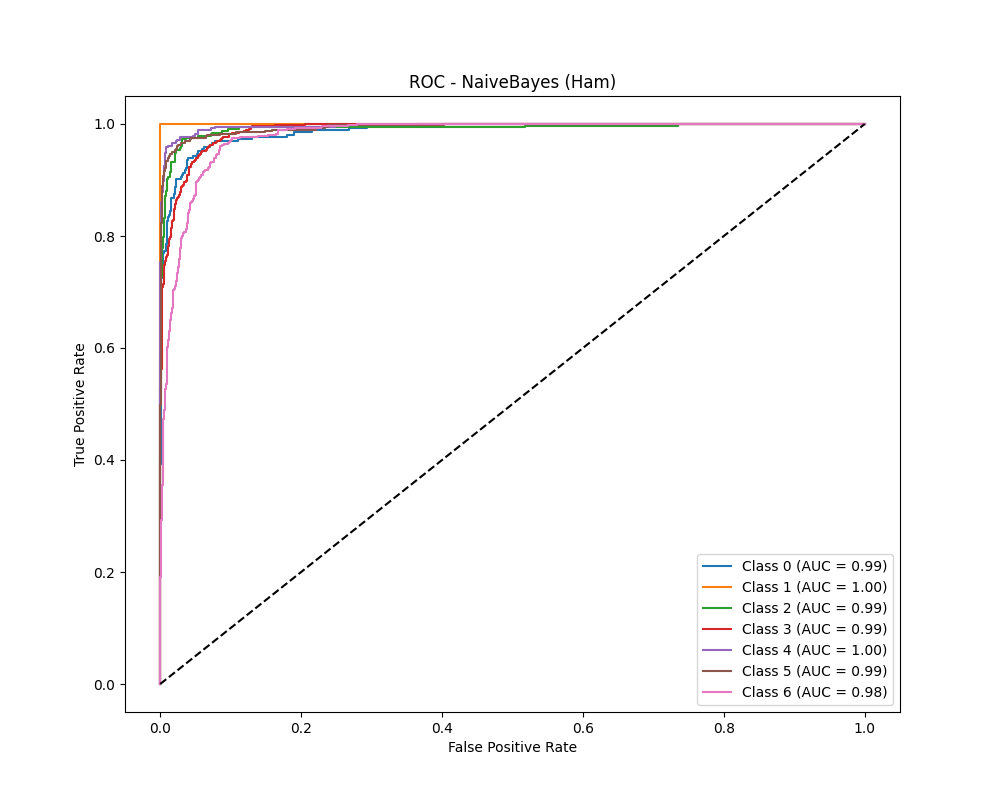 ROC - NaiveBayes (Ham)
True Positive Rate
1.0
0.8
0.6
0.4
0.2
0.0
0.0 0.2 0.4 0.6 0.8 1.0
False Positive Rate
Class 0 (AUC = 0.99)
Class 1 (AUC = 1.00)
Class 2 (AUC = 0.99)
Class 3 (AUC = 0.99)
Class 4 (AUC = 1.00)
Class 5 (AUC = 0.99)
Class 6 (AUC = 0.98)